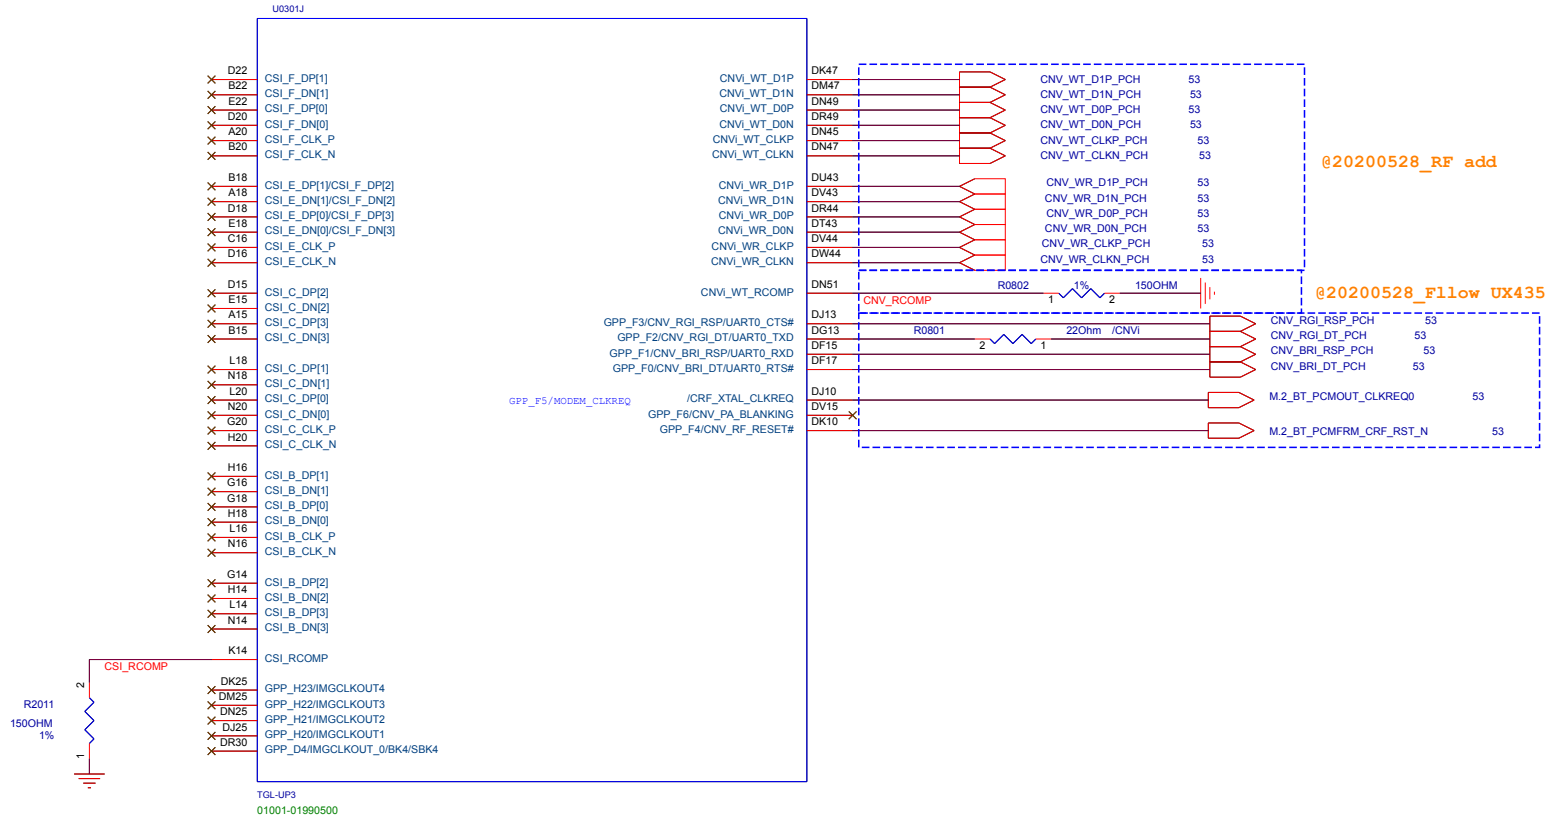 U0301J
D22 CSI_F_DP[1]
B22 CSI_F_DN[1]
E22 CSI_F_DP[0]
D20 CSI_F_DN[0]
A20 CSI_F_CLK_P
B20 CSI_F_CLK_N
B18 CSI_E_DP[1]/CSI_F_DP[2]
A18 CSI_E_DN[1]/CSI_F_DN[2]
D18 CSI_E_DP[0]/CSI_F_DP[3]
E18 CSI_E_DN[0]/CSI_F_DN[3]
C16 CSI_E_CLK_P
D16 CSI_E_CLK_N
D15 CSI_C_DP[2]
E15 CSI_C_DN[2]
A15 CSI_C_DP[3]
B15 CSI_C_DN[3]
L18 CSI_C_DP[1]
N18 CSI_C_DN[1]
L20 CSI_C_DP[0]
N20 CSI_C_DN[0]
G20 CSI_C_CLK_P
H20 CSI_C_CLK_N
H16 CSI_B_DP[1]
G16 CSI_B_DN[1]
G18 CSI_B_DP[0]
H18 CSI_B_DN[0]
L16 CSI_B_CLK_P
N16 CSI_B_CLK_N
G14 CSI_B_DP[2]
H14 CSI_B_DN[2]
L14 CSI_B_DP[3]
N14 CSI_B_DN[3]
K14 CSI_RCOMP
CSI_RCOMP
2
R2011
150OHM
1%
1
DK25 GPP_H23/IMGCLKOUT4
DM25 GPP_H22/IMGCLKOUT3
DN25 GPP_H21/IMGCLKOUT2
DJ25 GPP_H20/IMGCLKOUT1
DR30 GPP_D4/IMGCLKOUT_0/BK4/SBK4
TGL-UP3
01001-01990500
GPP_F5/MODEM_CLKREQ
CNVi_WT_D1P DK47 CNV_WT_D1P_PCH 53
CNVi_WT_D1N DM47 CNV_WT_D1N_PCH 53
CNVi_WT_D0P DN49 CNV_WT_D0P_PCH 53
CNVi_WT_D0N DR49 CNV_WT_D0N_PCH 53
CNVi_WT_CLKP DN45 CNV_WT_CLKP_PCH 53
CNVi_WT_CLKN DN47 CNV_WT_CLKN_PCH 53
@20200528_RF add
CNVi_WR_D1P DU43 CNV_WR_D1P_PCH 53
CNVi_WR_D1N DV43 CNV_WR_D1N_PCH 53
CNVi_WR_D0P DR44 CNV_WR_D0P_PCH 53
CNVi_WR_D0N DT43 CNV_WR_D0N_PCH 53
CNVi_WR_CLKP DV44 CNV_WR_CLKP_PCH 53
CNVi_WR_CLKN DW44 CNV_WR_CLKN_PCH 53
CNVi_WT_RCOMP DN51 R0802 1% 150OHM
CNV_RCOMP 1 2
@20200528_Fllow UX435
GPP_F3/CNV_RGI_RSP/UART0_CTS# DJ13 CNV_RGI_RSP_PCH 53
GPP_F2/CNV_RGI_DT/UART0_TXD DG13 R0801 2 1 22Ohm /CNVi CNV_RGI_DT_PCH 53
GPP_F1/CNV_BRI_RSP/UART0_RXD DF15 CNV_BRI_RSP_PCH 53
GPP_F0/CNV_BRI_DT/UART0_RTS# DF17 CNV_BRI_DT_PCH 53
/CRF_XTAL_CLKREQ DJ10 M.2_BT_PCMOUT_CLKREQ0 53
GPP_F6/CNV_PA_BLANKING DV15
GPP_F4/CNV_RF_RESET# DK10 M.2_BT_PCMFRM_CRF_RST_N 53